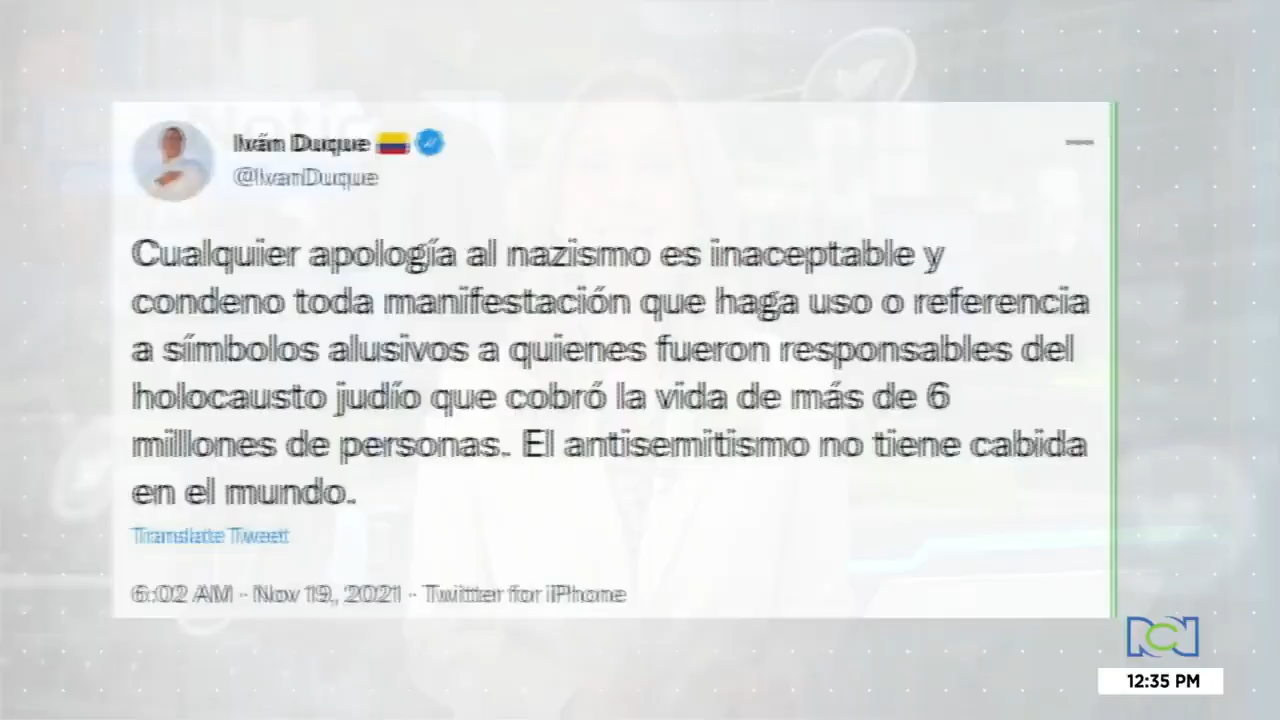 Iván Duque
@IvanDuque
Cualquier apología al nazismo es inaceptable y
condeno toda manifestación que haga uso o referencia
a símbolos alusivos a quienes fueron responsables del
holocausto judío que cobró la vida de más de 6
millones de personas. El antisemitismo no tiene cabida
en el mundo.
Translate Tweet
6:02 AM · Nov 19, 2021 · Twitter for iPhone
RCN
12:35 PM